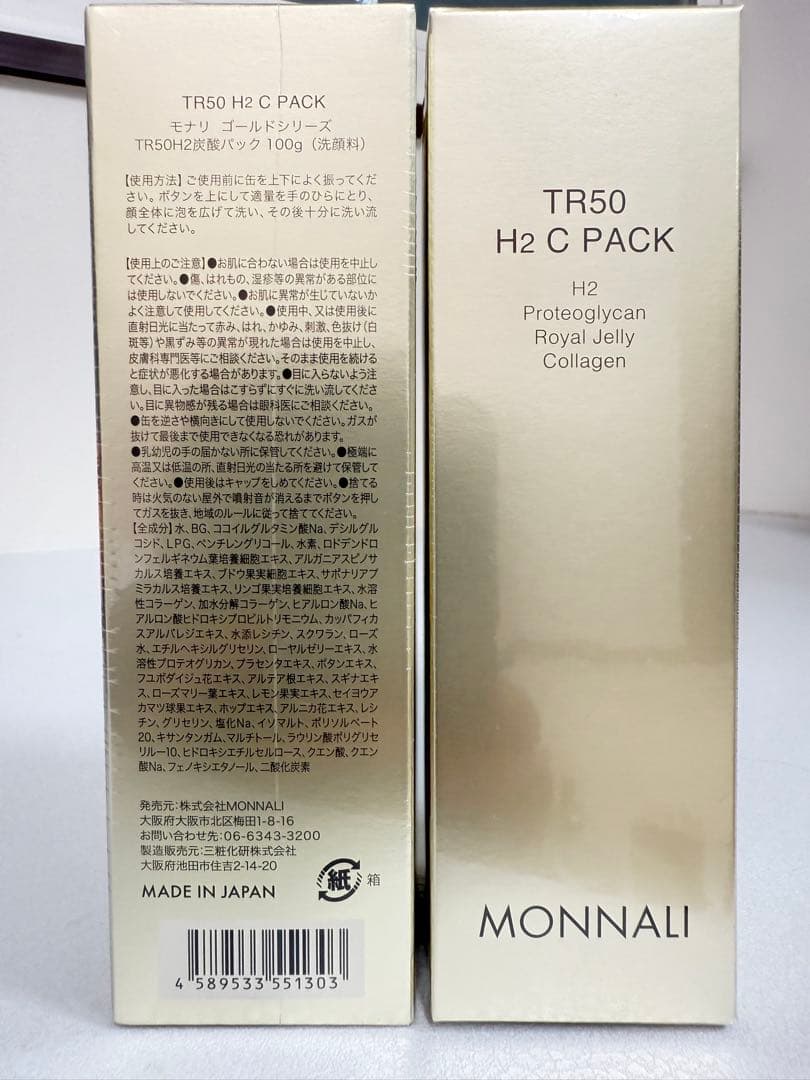 TR50 H2 C PACK
モナリ ゴールドシリーズ
TR50H2炭酸パック 100g（洗顔料）
【使用方法】ご使用前に缶を上下によく振ってくだ
さい。ボタンを上にして適量を手のひらにとり、
顔全体に泡を広げて洗い、その後十分に洗い流
してください。
【使用上のご注意】●お肌に合わない場合は使用を中止し
てください。●傷、はれもの、湿疹等の異常がある部位に
は使用しないでください。●お肌に異常が生じていないか
よく注意して使用してください。●使用中、又は使用後に
直射日光に当たって赤み、はれ、かゆみ、刺激、色抜け（白
斑等）や黒ずみ等の異常が現れた場合は使用を中止し、
皮膚科専門医等にご相談ください。そのまま使用を続ける
と症状が悪化する場合があります。●目に入らないよう注
意し、目に入った場合はこすらずにすぐに洗い流してくださ
い。目に異物感が残る場合は眼科医にご相談ください。
●缶を逆さや横向きにして使用しないでください。ガスが
抜けて最後まで使用できなくなる恐れがあります。
●乳幼児の手の届かない所に保管してください。●極端に
高温又は低温の所、直射日光の当たる所を避けて保管して
ください。●使用後はキャップをしめてください。●捨てる
時は火気のない屋外で噴射音が消えるまでボタンを押し
てガスを抜き、地域のルールに従って捨ててください。
【全成分】水、BG、ココイルグルタミン酸Na、デシルグル
コシド、LPG、ペンチレングリコール、水素、ロドデンドロ
ンフェルギネウム葉培養細胞エキス、アルガニアスピノサ
カルス培養エキス、ブドウ果実細胞エキス、サポナリアプ
ミラカルス培養エキス、リンゴ果実培養細胞エキス、水溶
性コラーゲン、加水分解コラーゲン、ヒアルロン酸Na、ヒ
アルロン酸ヒドロキシプロピルトリモニウム、カッパフィカ
スアルバレジエキス、水添レシチン、スクワラン、ローズ
水、エチルヘキシルグリセリン、ローヤルゼリーエキス、水
溶性プロテオグリカン、プラセンタエキス、ボタンエキス、
フユボダイジュ花エキス、アルテア根エキス、スギナエキ
ス、ローズマリー葉エキス、レモン果実エキス、セイヨウア
カマツ球果エキス、ホップエキス、アルニカ花エキス、レシ
チン、グリセリン、塩化Na、イソマルト、ポリソルベート
20、キサンタンガム、マルチトール、ラウリン酸ポリグリセ
リル-10、ヒドロキシエチルセルロース、クエン酸、クエン
酸Na、フェノキシエタノール、二酸化炭素
発売元：株式会社MONNALI
大阪府大阪市北区梅田1-8-16
お問い合わせ先：06-6343-3200
製造販売元：三粧化研株式会社
大阪府池田市住吉2-14-20
MADE IN JAPAN
紙 箱
4 589533 551303
TR50
H2 C PACK
H2
Proteoglycan
Royal Jelly
Collagen
MONNALI